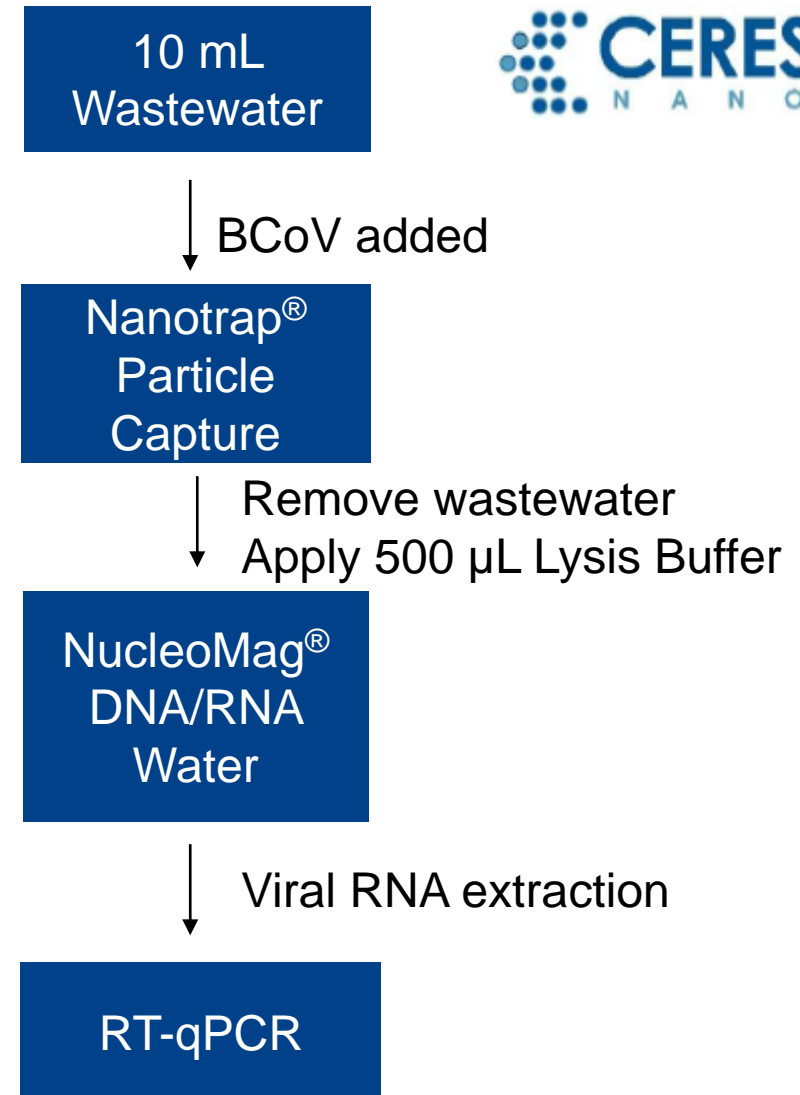 10 mL
Wastewater
CERES
N A N O
BCoV added
Nanotrap®
Particle
Capture
Remove wastewater
Apply 500 µL Lysis Buffer
NucleoMag®
DNA/RNA
Water
Viral RNA extraction
RT-qPCR